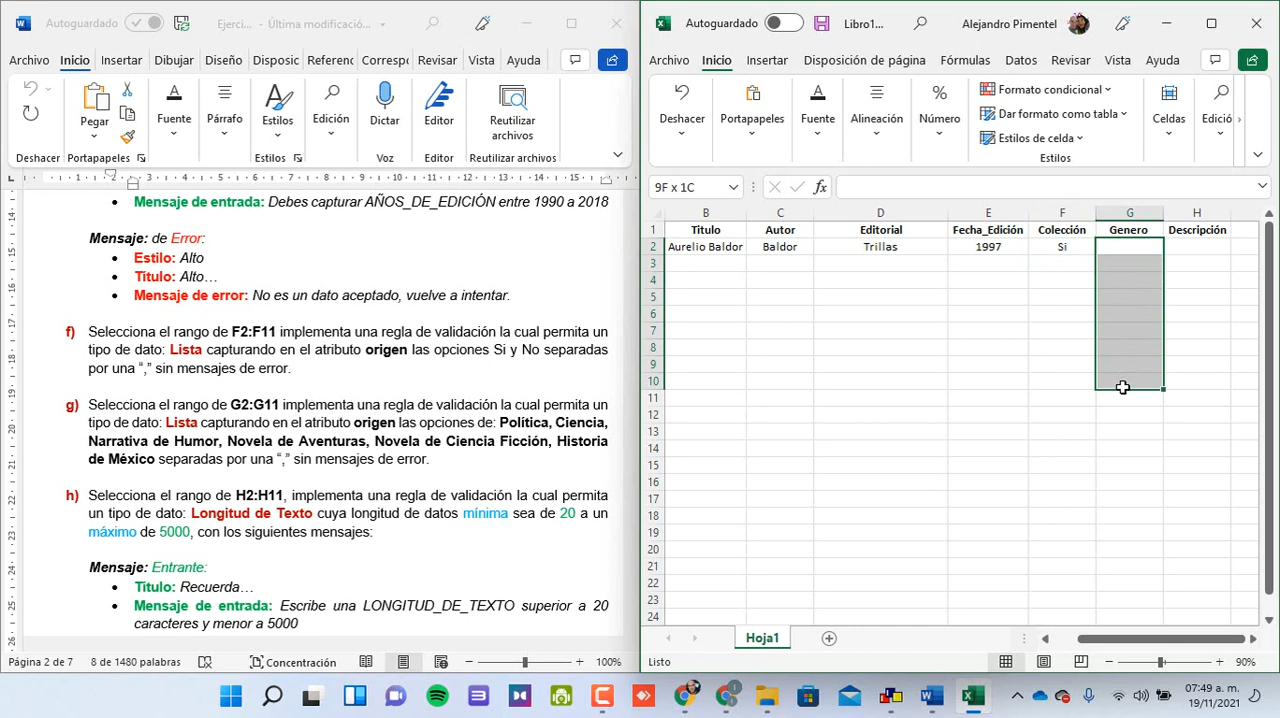 Autoguardado
Ejerci...
Última modificació...
Archivo Inicio Insertar Dibujar Diseño Disposic Referenc Correspo Revisar Vista Ayuda
Pegar
Fuente
Párrafo
Estilos
Edición
Dictar
Editor
Reutilizar
archivos
Deshacer Portapapeles Estilos Voz Editor Reutilizar archivos
• Mensaje de entrada: Debes capturar AÑOS_DE_EDICIÓN entre 1990 a 2018
Mensaje: de Error:
• Estilo: Alto
• Título: Alto…
• Mensaje de error: No es un dato aceptado, vuelve a intentar.
f) Selecciona el rango de F2:F11 implementa una regla de validación la cual permita un
tipo de dato: Lista capturando en el atributo origen las opciones Si y No separadas
por una “,” sin mensajes de error.
g) Selecciona el rango de G2:G11 implementa una regla de validación la cual permita un
tipo de dato: Lista capturando en el atributo origen las opciones de: Política, Ciencia,
Narrativa de Humor, Novela de Aventuras, Novela de Ciencia Ficción, Historia
de México separadas por una “,” sin mensajes de error.
h) Selecciona el rango de H2:H11, implementa una regla de validación la cual permita
un tipo de dato: Longitud de Texto cuya longitud de datos mínima sea de 20 a un
máximo de 5000, con los siguientes mensajes:
Mensaje: Entrante:
• Titulo: Recuerda…
• Mensaje de entrada: Escribe una LONGITUD_DE_TEXTO superior a 20
caracteres y menor a 5000
Página 2 de 7 8 de 1480 palabras Concentración 100%
Autoguardado
Libro1...
Alejandro Pimentel
Archivo Inicio Insertar Disposición de página Fórmulas Datos Revisar Vista Ayuda
Deshacer
Portapapeles
Fuente
Alineación
Número
Formato condicional
Dar formato como tabla
Estilos de celda
Estilos
Celdas
Edició
9F x 1C
fx
B C D E F G H
1 Titulo Autor Editorial Fecha_Edición Colección Genero Descripción
2 Aurelio Baldor Baldor Trillas 1997 Si
3
4
5
6
7
8
9
10
11
12
13
14
15
16
17
18
19
20
21
22
23
24
Hoja1
Listo
90%
07:49 a. m.
19/11/2021